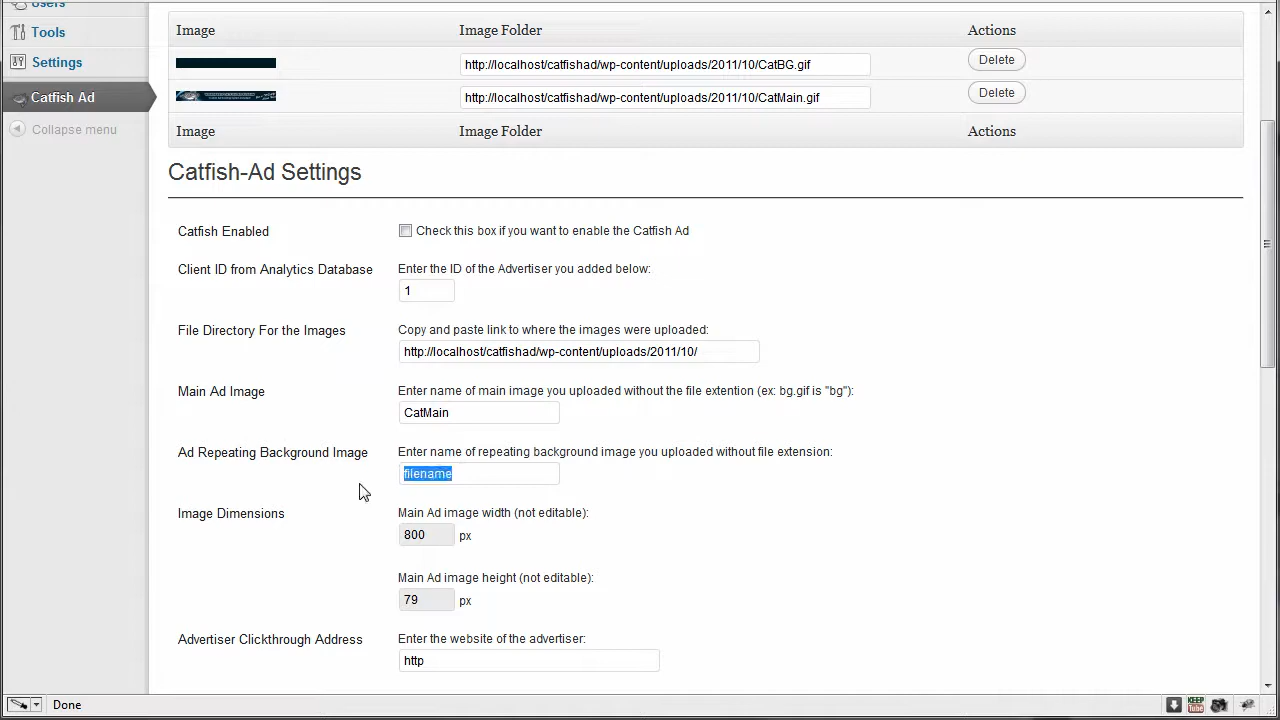 Users
Image Image Folder Actions
http://localhost/catfishad/wp-content/uploads/2011/10/CatBG.gif Delete
Tools
Settings
http://localhost/catfishad/wp-content/uploads/2011/10/CatMain.gif Delete
Catfish Ad
Collapse menu
Image Image Folder Actions
Catfish-Ad Settings
Catfish Enabled Check this box if you want to enable the Catfish Ad
Client ID from Analytics Database Enter the ID of the Advertiser you added below:
1
File Directory For the Images Copy and paste link to where the images were uploaded:
http://localhost/catfishad/wp-content/uploads/2011/10/
Main Ad Image Enter name of main image you uploaded without the file extention (ex: bg.gif is "bg"):
CatMain
Ad Repeating Background Image Enter name of repeating background image you uploaded without file extension:
filename
Image Dimensions Main Ad image width (not editable):
800 px
Main Ad image height (not editable):
79 px
Advertiser Clickthrough Address Enter the website of the advertiser:
http
Done
KEEP
Tube